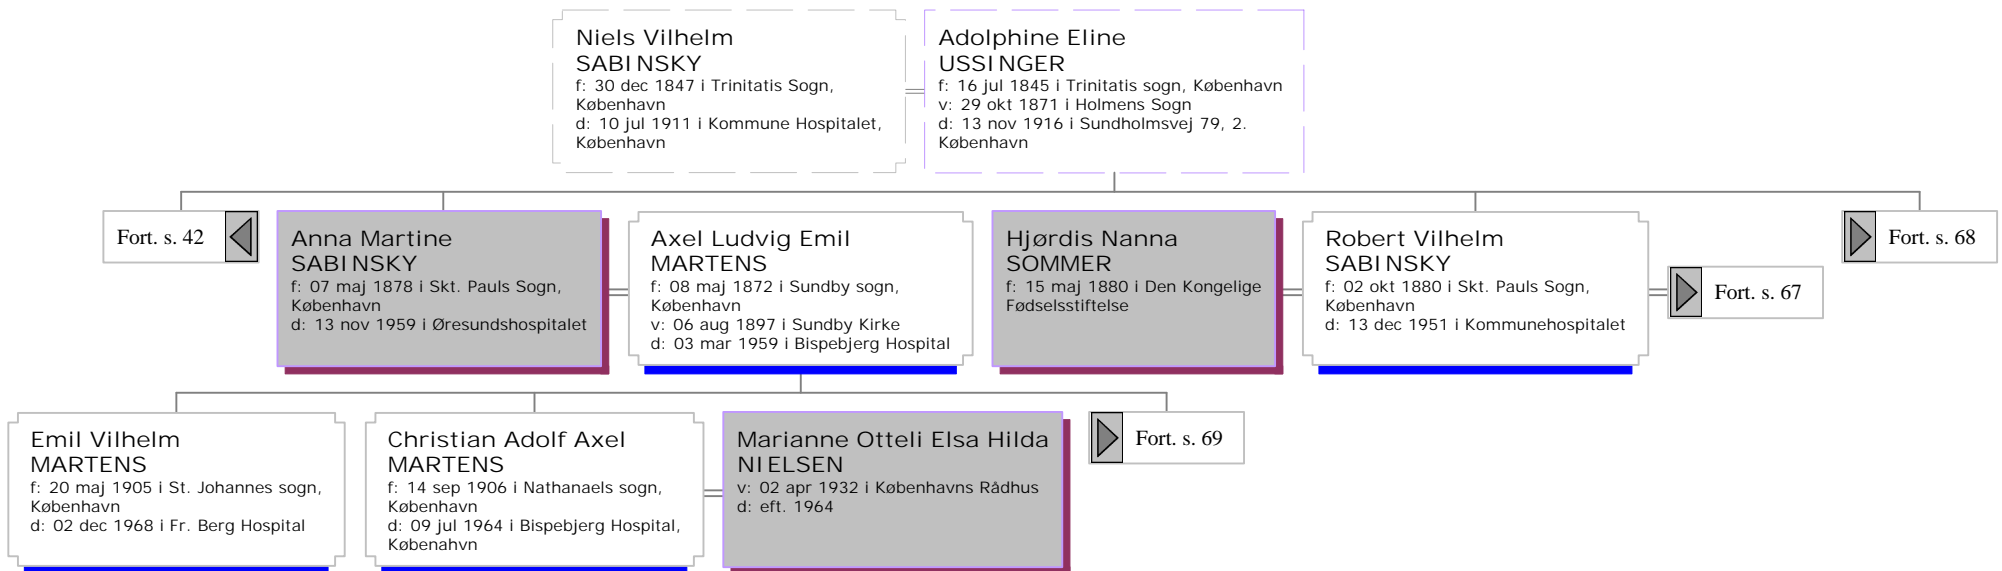 Niels Vilhelm
SABINSKY
f: 30 dec 1847 i Trinitatis Sogn,
København
d: 10 jul 1911 i Kommune Hospitalet,
København
Adolphine Eline
USSINGER
f: 16 jul 1845 i Trinitatis sogn, København
v: 29 okt 1871 i Holmens Sogn
d: 13 nov 1916 i Sundholmsvej 79, 2.
København
Fort. s. 42
Anna Martine
SABINSKY
f: 07 maj 1878 i Skt. Pauls Sogn,
København
d: 13 nov 1959 i Øresundshospitalet
Axel Ludvig Emil
MARTENS
f: 08 maj 1872 i Sundby sogn,
København
v: 06 aug 1897 i Sundby Kirke
d: 03 mar 1959 i Bispebjerg Hospital
Hjørdis Nanna
SOMMER
f: 15 maj 1880 i Den Kongelige
Fødselsstiftelse
Robert Vilhelm
SABINSKY
f: 02 okt 1880 i Skt. Pauls Sogn,
København
d: 13 dec 1951 i Kommunehospitalet
Fort. s. 67
Fort. s. 68
Emil Vilhelm
MARTENS
f: 20 maj 1905 i St. Johannes sogn,
København
d: 02 dec 1968 i Fr. Berg Hospital
Christian Adolf Axel
MARTENS
f: 14 sep 1906 i Nathanaels sogn,
København
d: 09 jul 1964 i Bispebjerg Hospital,
Købenahvn
Marianne Otteli Elsa Hilda
NIELSEN
v: 02 apr 1932 i Københavns Rådhus
d: eft. 1964
Fort. s. 69